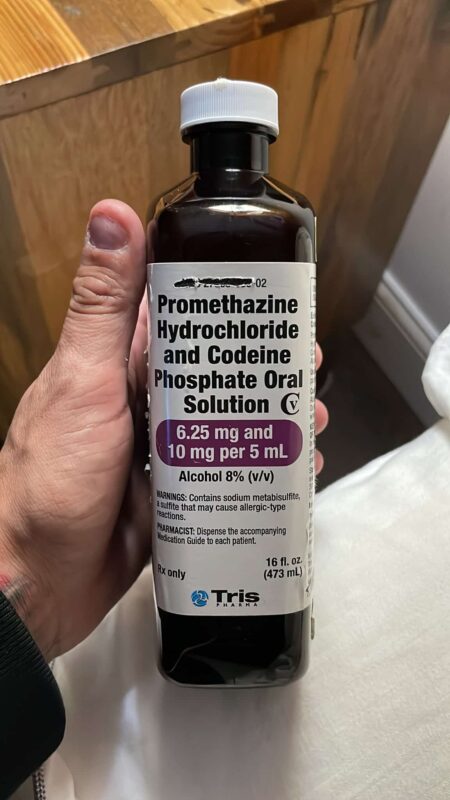 -02
Promethazine
Hydrochloride
and Codeine
Phosphate Oral
Solution CV
6.25 mg and
10 mg per 5 mL
Alcohol 8% (v/v)
WARNINGS: Contains sodium metabisulfite,
a sulfite that may cause allergic-type
reactions.
PHARMACIST: Dispense the accompanying
Medication Guide to each patient.
Rx only
16 fl. oz.
(473 mL)
Tris
PHARMA